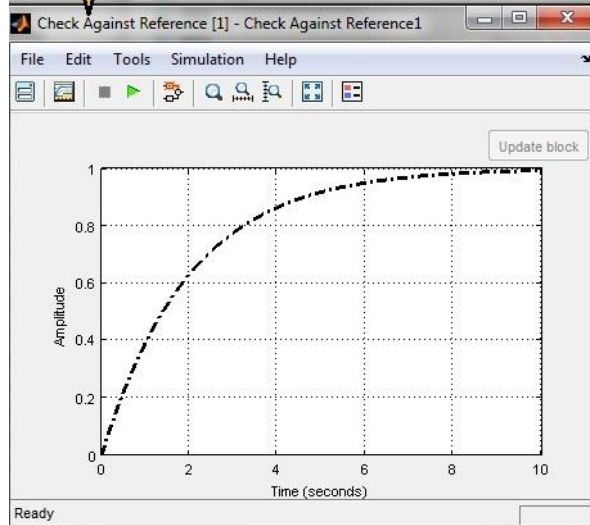 Check Against Reference [1] - Check Against Reference1
File Edit Tools Simulation Help
Update block
1
0.8
0.6
0.4
0.2
0
Amplitude
0 2 4 6 8 10
Time (seconds)
Ready